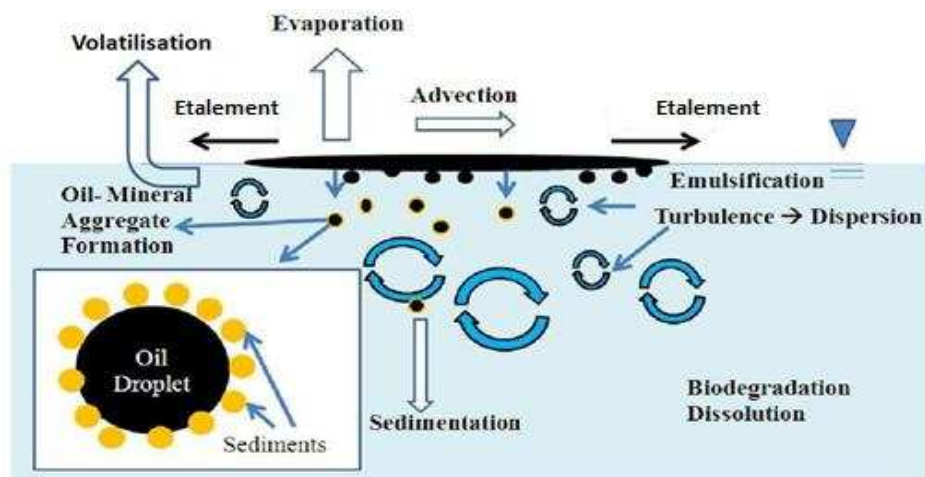 Evaporation
Volatilisation
Advection
Etalement
Etalement
Oil- Mineral
Aggregate
Formation
Emulsification
Turbulence → Dispersion
Oil
Droplet
Sediments
Sedimentation
Biodegradation
Dissolution